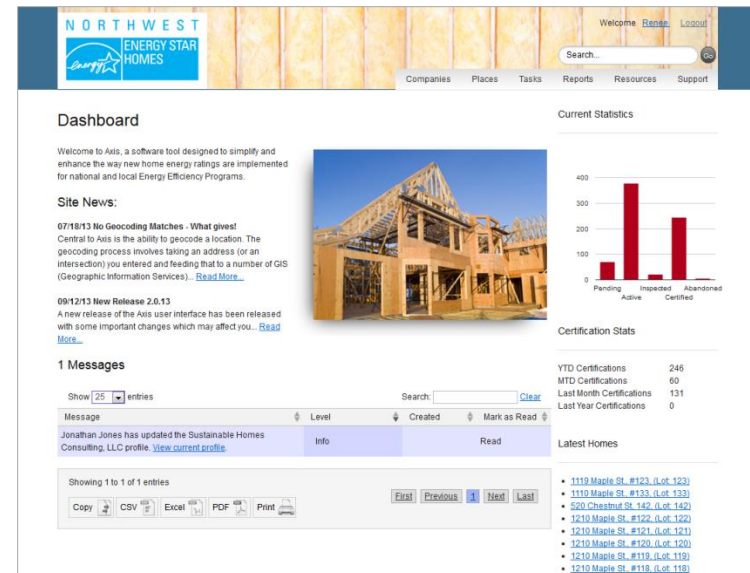 NORTHWEST
ENERGY STAR
HOMES
energy
Welcome Renee Logout
Search...
Go
Companies Places Tasks Reports Resources Support
Dashboard
Welcome to Axis, a software tool designed to simplify and
enhance the way new home energy ratings are implemented
for national and local Energy Efficiency Programs.
Site News:
07/18/13 No Geocoding Matches - What gives!
Central to Axis is the ability to geocode a location. The
geocoding process involves taking an address (or an
intersection) you entered and feeding that to a number of GIS
(Geographic Information Services)... Read More...
09/12/13 New Release 2.0.13
A new release of the Axis user interface has been released
with some important changes which may affect you... Read
More...
1 Messages
Show 25 entries
Search: Clear
Message Level Created Mark as Read
Jonathan Jones has updated the Sustainable Homes
Consulting, LLC profile. View current profile.
Info
Read
Showing 1 to 1 of 1 entries
Copy CSV Excel PDF Print
First Previous 1 Next Last
Current Statistics
400
300
200
100
0
Pending Inspected Abandoned
Active Certified
Certification Stats
YTD Certifications 246
MTD Certifications 60
Last Month Certifications 131
Last Year Certifications 0
Latest Homes
1119 Maple St., #123, (Lot: 123)
1110 Maple St., #133, (Lot: 133)
520 Chestnut St, 142, (Lot: 142)
1210 Maple St., #122, (Lot: 122)
1210 Maple St., #121, (Lot: 121)
1210 Maple St., #120, (Lot: 120)
1210 Maple St., #119, (Lot: 119)
1210 Maple St., #118, (Lot: 118)